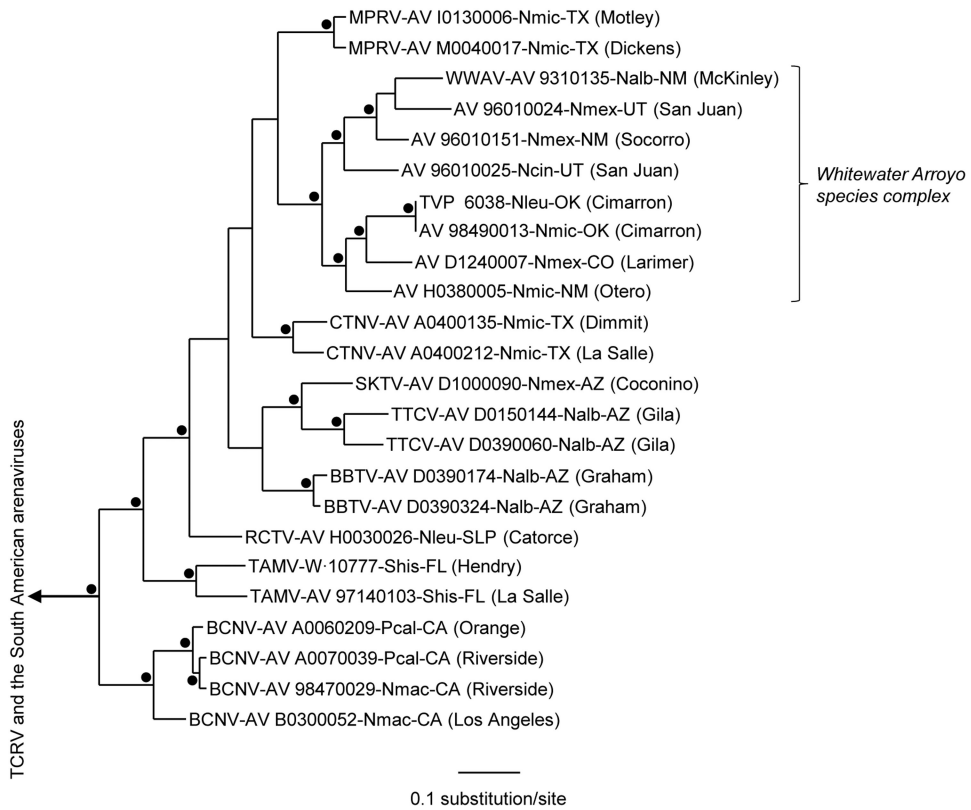 MPRV-AV I0130006-Nmic-TX (Motley)
MPRV-AV M0040017-Nmic-TX (Dickens)
WWAV-AV 9310135-Nalb-NM (McKinley)
AV 96010024-Nmex-UT (San Juan)
AV 96010151-Nmex-NM (Socorro)
AV 96010025-Ncin-UT (San Juan)
Whitewater Arroyo
species complex
TVP 6038-Nleu-OK (Cimarron)
AV 98490013-Nmic-OK (Cimarron)
AV D1240007-Nmex-CO (Larimer)
AV H0380005-Nmic-NM (Otero)
CTNV-AV A0400135-Nmic-TX (Dimmit)
CTNV-AV A0400212-Nmic-TX (La Salle)
SKTV-AV D1000090-Nmex-AZ (Coconino)
TTCV-AV D0150144-Nalb-AZ (Gila)
TTCV-AV D0390060-Nalb-AZ (Gila)
BBTV-AV D0390174-Nalb-AZ (Graham)
BBTV-AV D0390324-Nalb-AZ (Graham)
RCTV-AV H0030026-Nleu-SLP (Catorce)
TAMV-W·10777-Shis-FL (Hendry)
TAMV-AV 97140103-Shis-FL (La Salle)
BCNV-AV A0060209-Pcal-CA (Orange)
BCNV-AV A0070039-Pcal-CA (Riverside)
BCNV-AV 98470029-Nmac-CA (Riverside)
BCNV-AV B0300052-Nmac-CA (Los Angeles)
TCRV and the South American arenaviruses
0.1 substitution/site